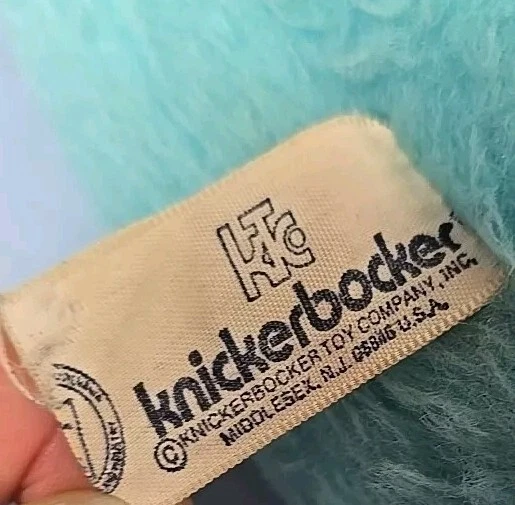 KTC
knickerbocker
©KNICKERBOCKER TOY COMPANY, INC.
MIDDLESEX, N.J. 08846 U.S.A.